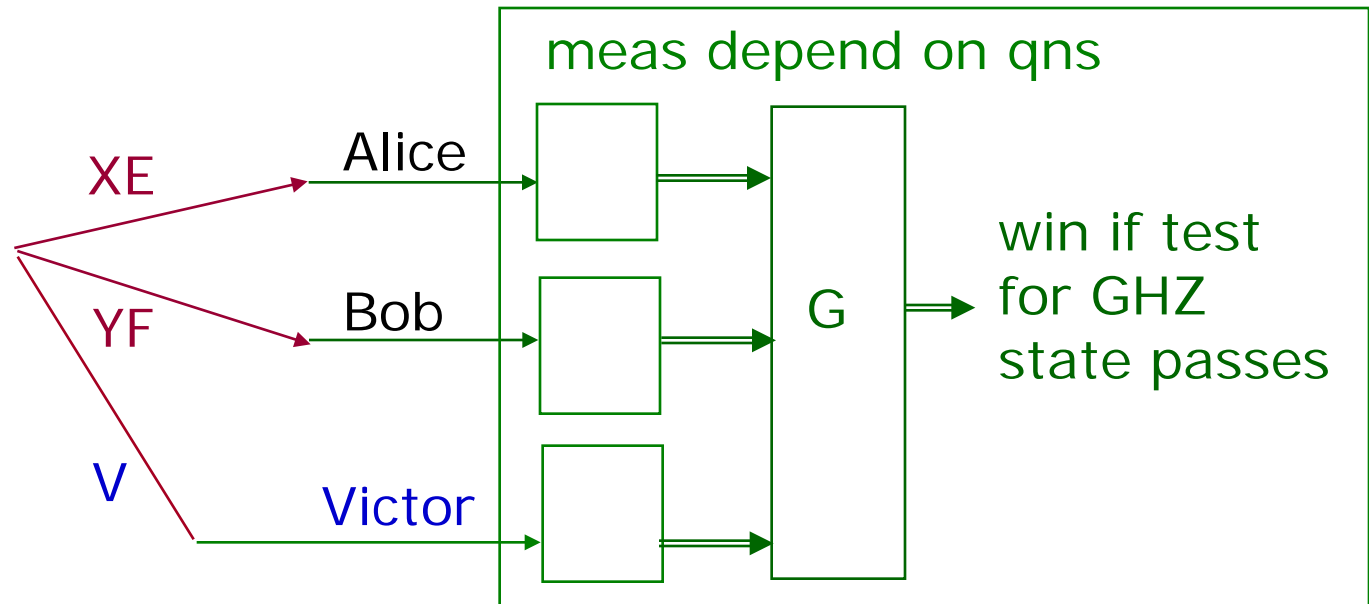 meas depend on qns
Alice
XE
Bob
YF
G
win if test
for GHZ
state passes
V
Victor